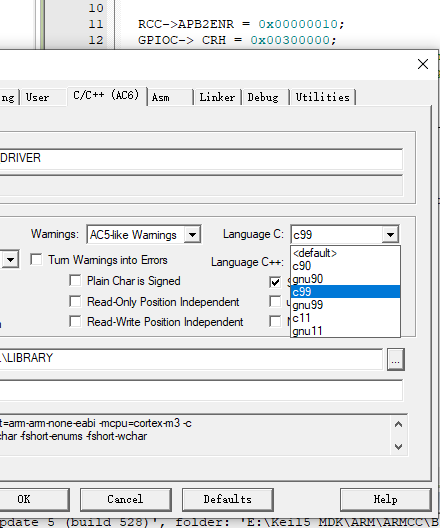 10
11 RCC->APB2ENR = 0x00000010;
12 GPIOC-> CRH = 0x00300000;
User C/C++ (AC6) Asm Linker Debug Utilities
DRIVER
Warnings: AC5-like Warnings Language C: c99
<default>
Turn Warnings into Errors Language C++: c90
Plain Char is Signed gnu90
c99
Read-Only Position Independent gnu99
c11
Read-Write Position Independent gnu11
.\LIBRARY
...
t=arm-arm-none-eabi -mcpu=cortex-m3 -c
char -fshort-enums -fshort-wchar
OK Cancel Defaults Help
pdate 5 (build 528)', folder: 'E:\Keil5 MDK\ARM\ARMCC\B